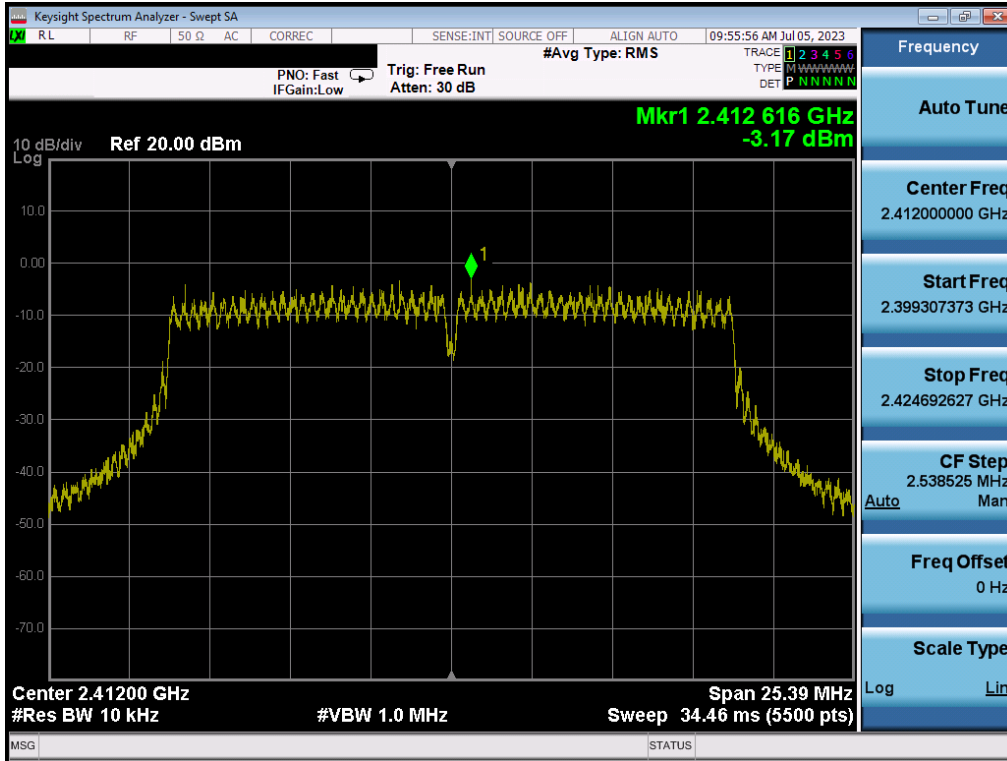 Keysight Spectrum Analyzer - Swept SA
LXI RL RF 50 Ω AC CORREC SENSE:INT SOURCE OFF ALIGN AUTO 09:55:56 AM Jul 05, 2023
#Avg Type: RMS
TRACE 1 2 3 4 5 6
TYPE M WWWWW
DET P N N N N N
PNO: Fast
IFGain:Low
Trig: Free Run
Atten: 30 dB
Mkr1 2.412 616 GHz
-3.17 dBm
10 dB/div
Log
Ref 20.00 dBm
10.0
0.00
-10.0
-20.0
-30.0
-40.0
-50.0
-60.0
-70.0
1
Center 2.41200 GHz
Span 25.39 MHz
#Res BW 10 kHz
#VBW 1.0 MHz
Sweep 34.46 ms (5500 pts)
MSG
STATUS
Frequency
Auto Tune
Center Freq
2.412000000 GHz
Start Freq
2.399307373 GHz
Stop Freq
2.424692627 GHz
CF Step
2.538525 MHz
Auto Man
Freq Offset
0 Hz
Scale Type
Log Lin